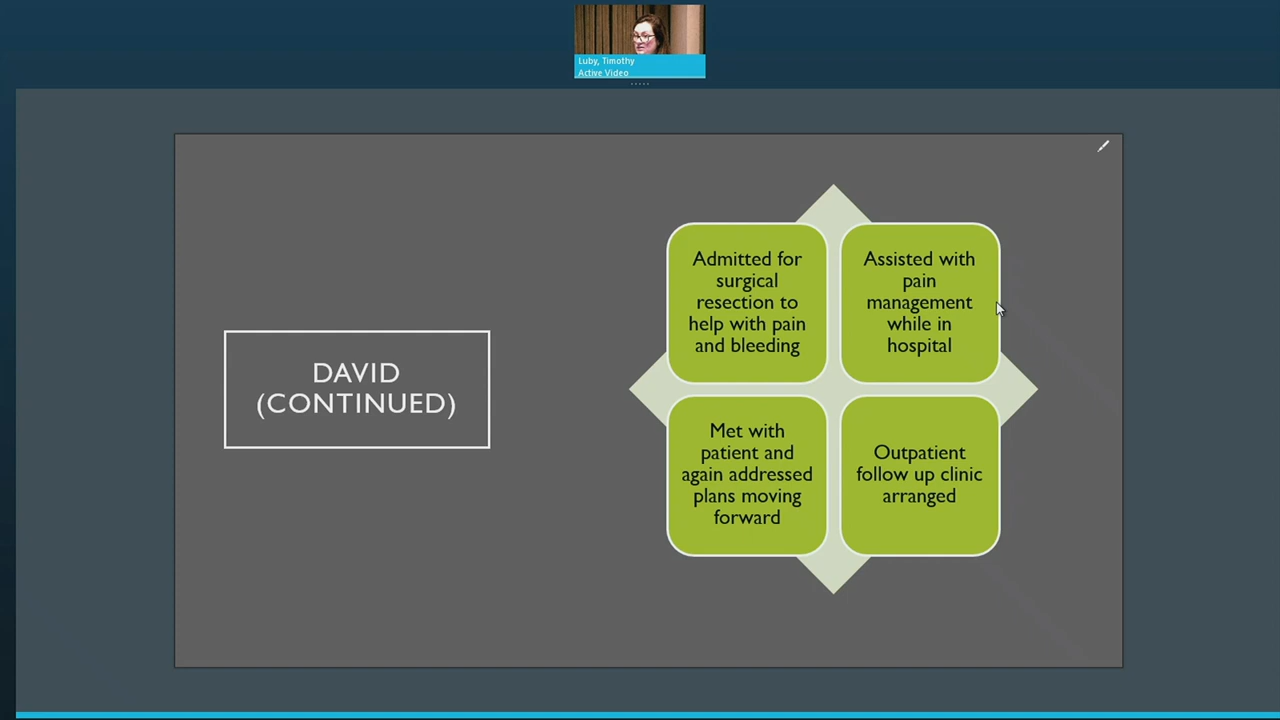 Luby, Timothy
Active Video
DAVID
(CONTINUED)
Admitted for
surgical
resection to
help with pain
and bleeding
Assisted with
pain
management
while in
hospital
Met with
patient and
again addressed
plans moving
forward
Outpatient
follow up clinic
arranged